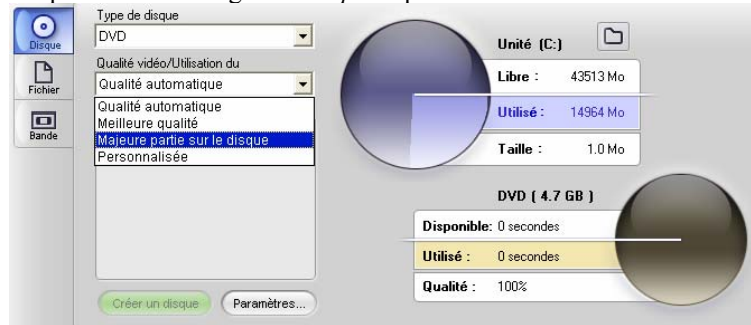 Disque
Fichier
Bande
Type de disque
DVD
Qualité vidéo/Utilisation du
Qualité automatique
Qualité automatique
Meilleure qualité
Majeure partie sur le disque
Personnalisée
Créer un disque
Paramètres...
Unité (C:)
Libre : 43513 Mo
Utilisé : 14964 Mo
Taille : 1.0 Mo
DVD ( 4.7 GB )
Disponible: 0 secondes
Utilisé : 0 secondes
Qualité : 100%